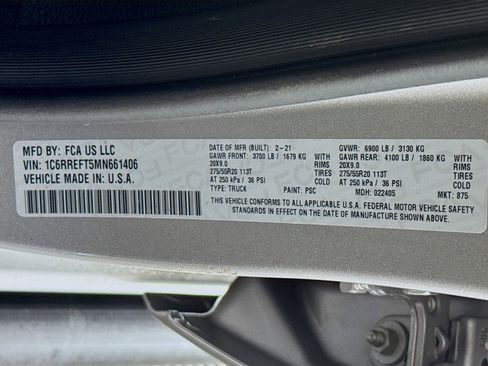 MFD BY: FCA US LLC
VIN: 1C6RREFT5MN661406
VEHICLE MADE IN: U.S.A.
DATE OF MFR (BUILT): 2-21
GVWR: 6900 LB / 3130 KG
GAWR FRONT: 3700 LB / 1679 KG
GAWR REAR: 4100 LB / 1860 KG
20X9.0 RIMS
20X9.0 RIMS
275/55R20 113T TIRES
275/55R20 113T TIRES
AT 250 kPa / 36 PSI
AT 250 kPa / 36 PSI
TYPE: TRUCK PAINT: PSC MDH: 022405 MKT: 875
THIS VEHICLE CONFORMS TO ALL APPLICABLE U.S.A. FEDERAL MOTOR VEHICLE SAFETY
STANDARDS IN EFFECT ON THE DATE OF MANUFACTURE SHOWN ABOVE.